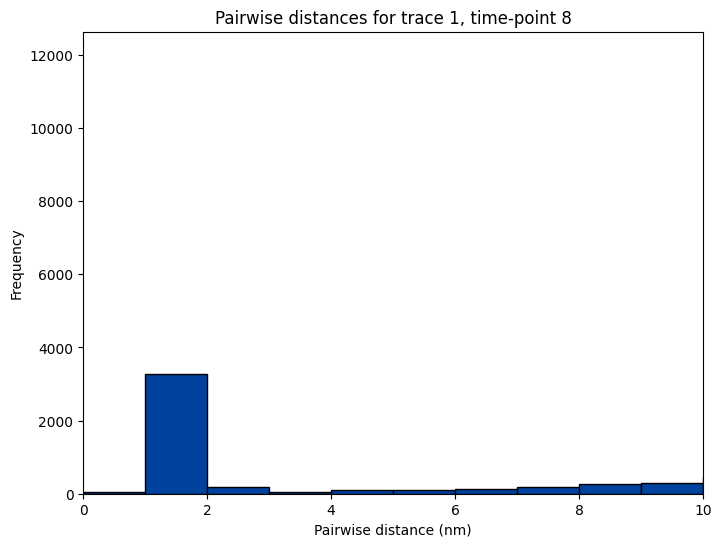 Pairwise distances for trace 1, time-point 8
12000
10000
8000
6000
4000
2000
0
Frequency
0 2 4 6 8 10
Pairwise distance (nm)